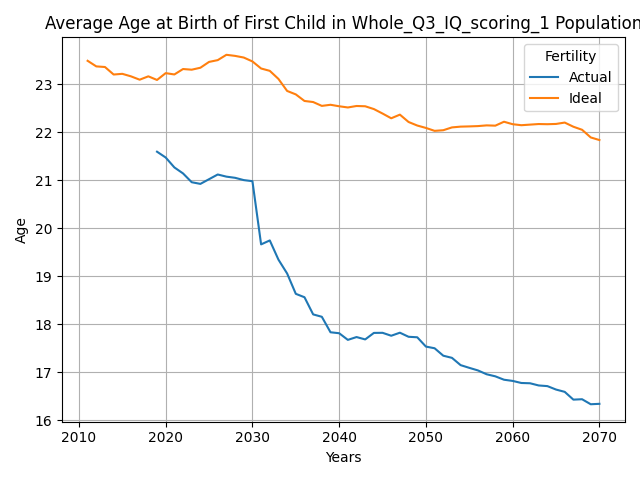 Average Age at Birth of First Child in Whole_Q3_IQ_scoring_1 Population
Fertility
Actual
Ideal
Age
23
22
21
20
19
18
17
16
2010 2020 2030 2040 2050 2060 2070
Years